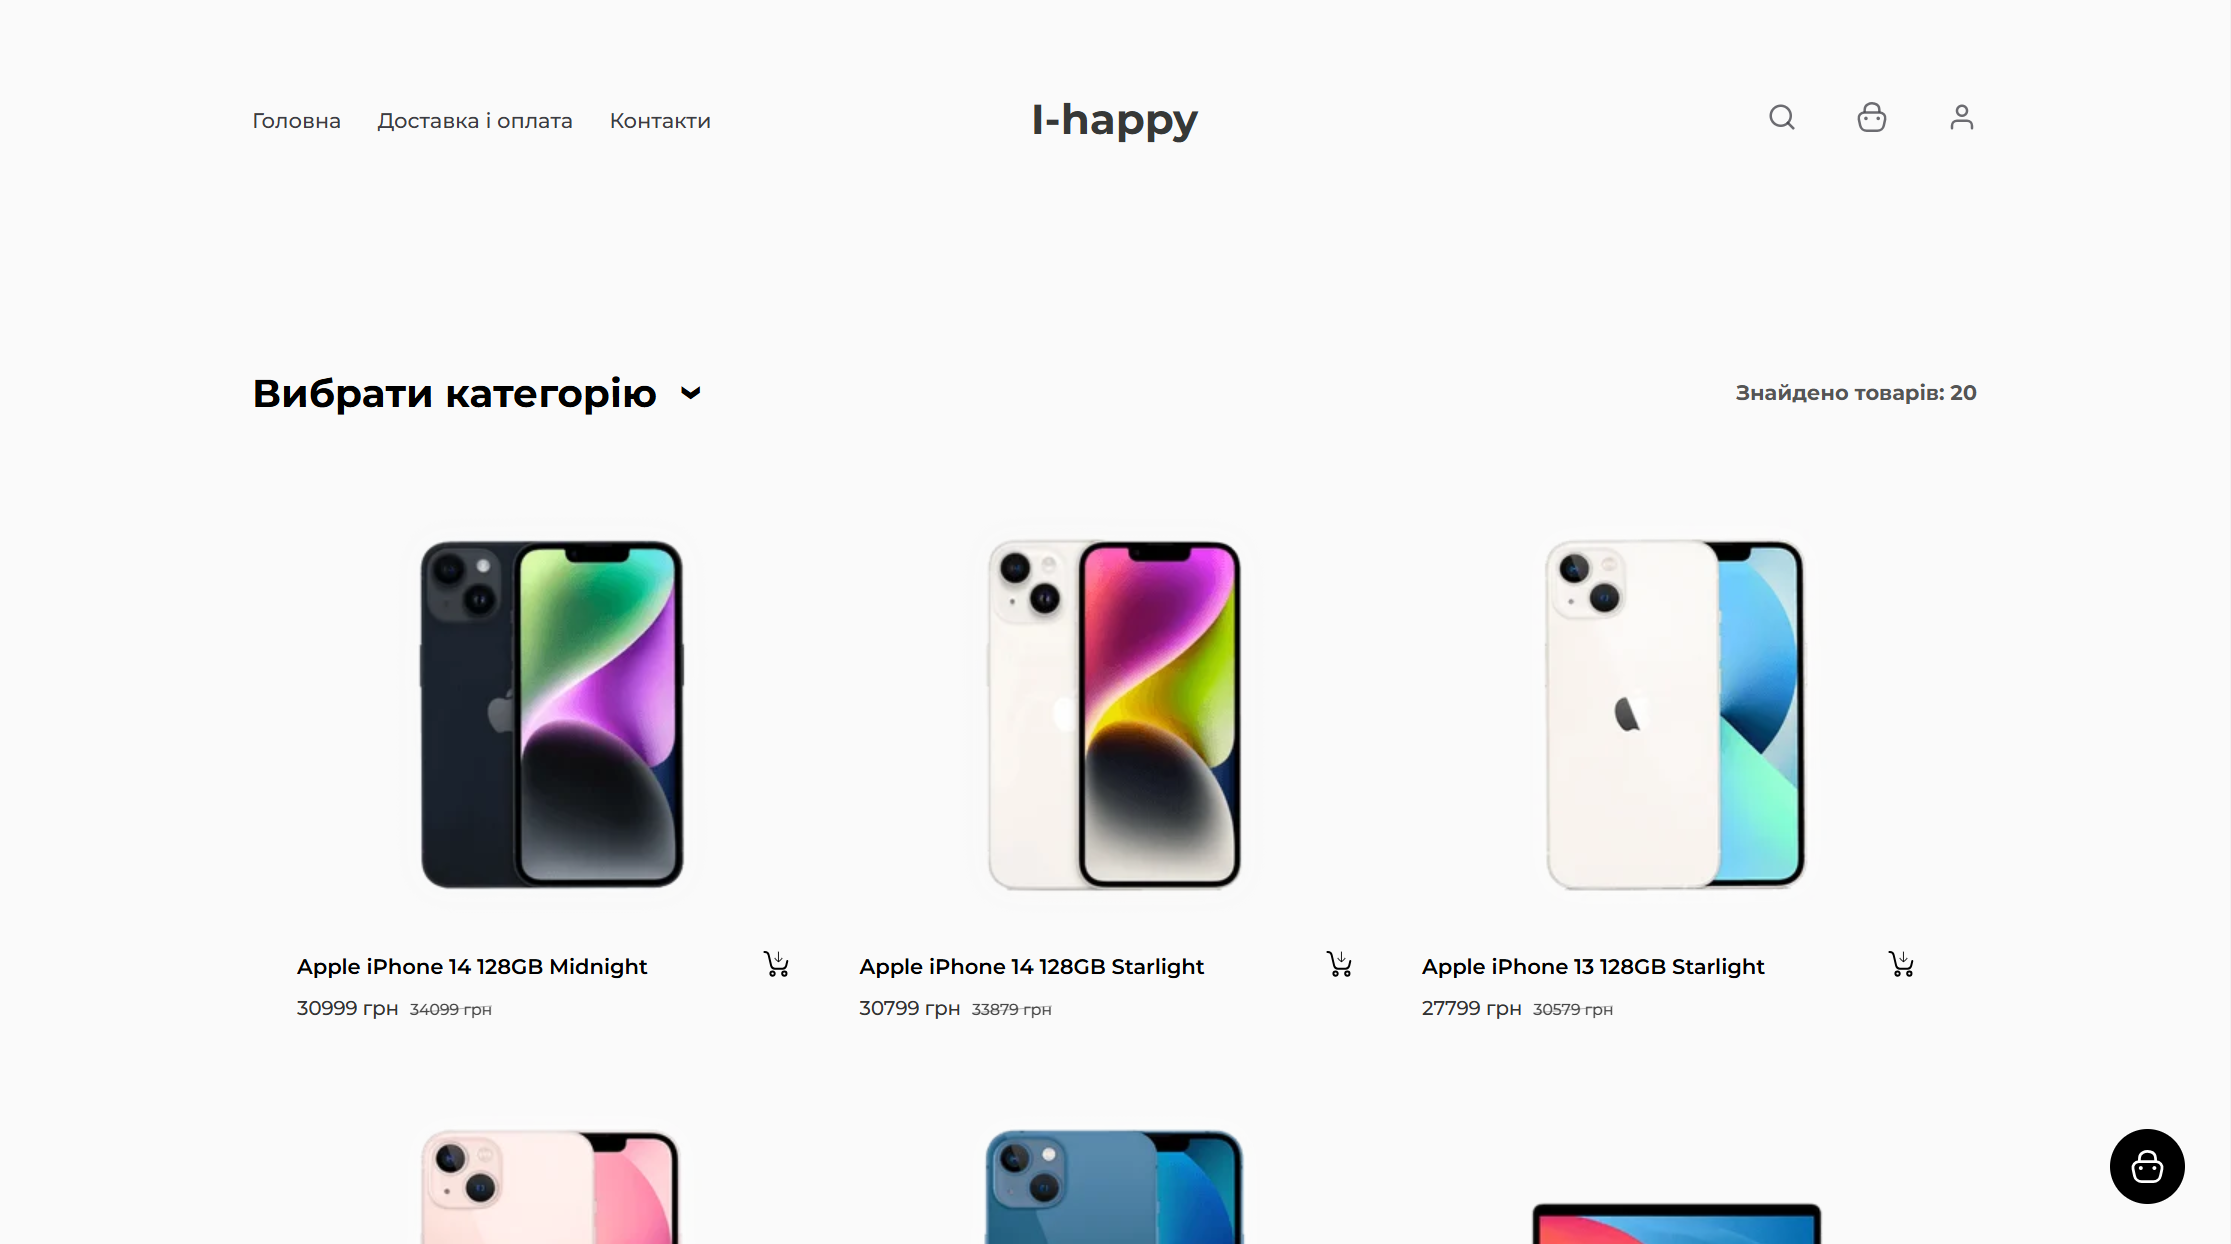 Головна Доставка і оплата Контакти
I-happy
Вибрати категорію
Знайдено товарів: 20
Apple iPhone 14 128GB Midnight
30999 грн 34099 грн
Apple iPhone 14 128GB Starlight
30799 грн 33879 грн
Apple iPhone 13 128GB Starlight
27799 грн 30579 грн